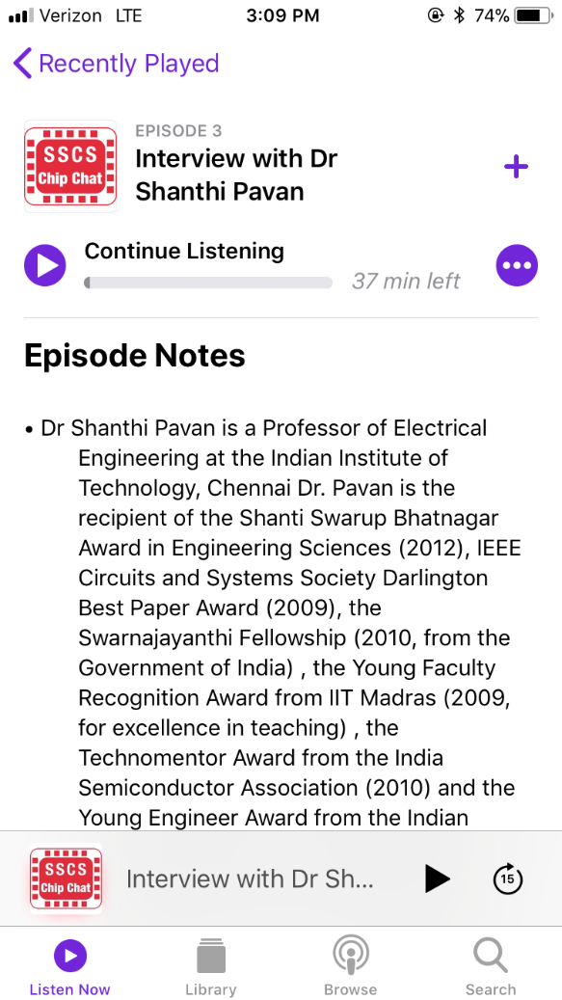 Verizon LTE 3:09 PM 74%
Recently Played
EPISODE 3
Interview with Dr
Shanthi Pavan
SSCS
Chip Chat
Continue Listening
37 min left
Episode Notes
• Dr Shanthi Pavan is a Professor of Electrical
Engineering at the Indian Institute of
Technology, Chennai Dr. Pavan is the
recipient of the Shanti Swarup Bhatnagar
Award in Engineering Sciences (2012), IEEE
Circuits and Systems Society Darlington
Best Paper Award (2009), the
Swarnajayanthi Fellowship (2010, from the
Government of India) , the Young Faculty
Recognition Award from IIT Madras (2009,
for excellence in teaching) , the
Technomentor Award from the India
Semiconductor Association (2010) and the
Young Engineer Award from the Indian
SSCS
Chip Chat
Interview with Dr Sh...
15
Listen Now
Library
Browse
Search